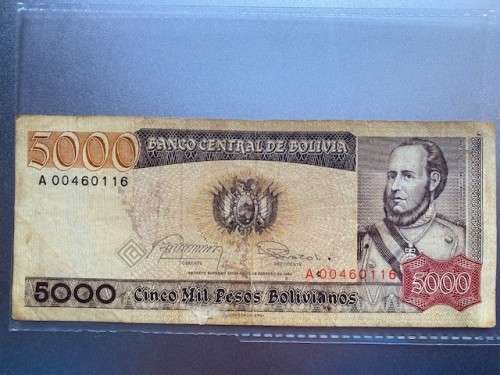 5000 BANCO CENTRAL DE BOLIVIA
A 00460116
GERENTE PRESIDENTE
A 00460116
5000 Cinco Mil Pesos Bolivianos 5000